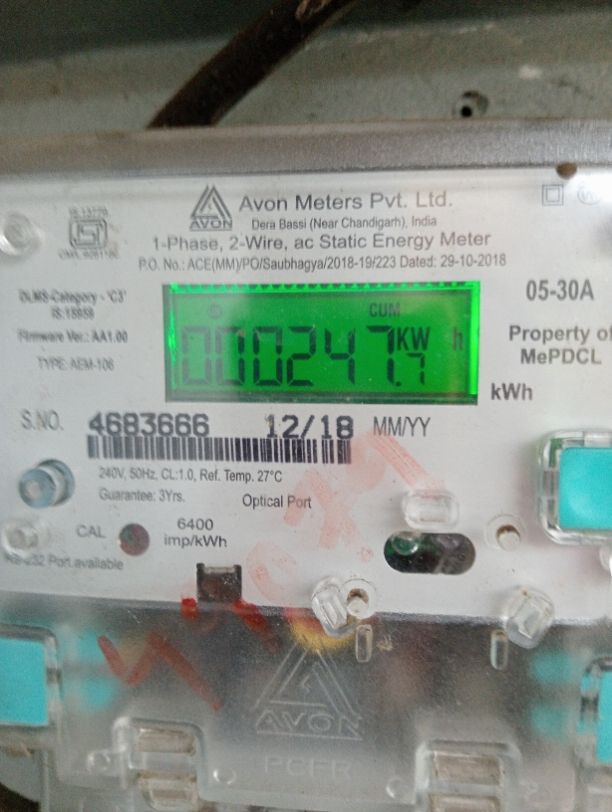 Avon Meters Pvt. Ltd.
AVON
Dera Bassi (Near Chandigarh), India
1-Phase, 2-Wire, ac Static Energy Meter
P.O. No.: ACE(MM)/PO/Saubhagya/2018-19/223 Dated: 29-10-2018
DLMS-Category - 'C3'
IS:15959
Firmware Ver.: AA1.00
TYPE: AEM-106
CUM
000247.7 KW h
05-30A
Property of
MePDCL
kWh
S.NO. 4683666 12/18 MM/YY
240V, 50Hz, CL:1.0, Ref. Temp. 27°C
Guarantee: 3Yrs.
Optical Port
CAL
6400
imp/kWh
RS-232 Port available
AVON